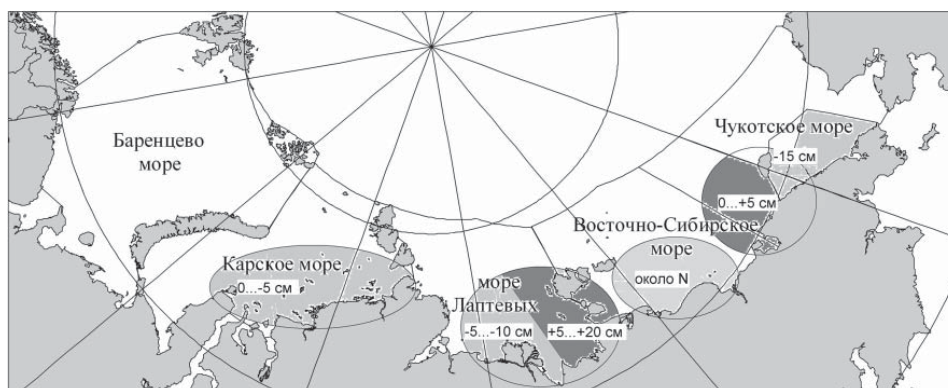 Баренцево
море
Карское море
0...-5 см
море
Лаптевых
-5...-10 см
+5...+20 см
Восточно-Сибирское
море
около N
0...+5 см
Чукотское море
-15 см